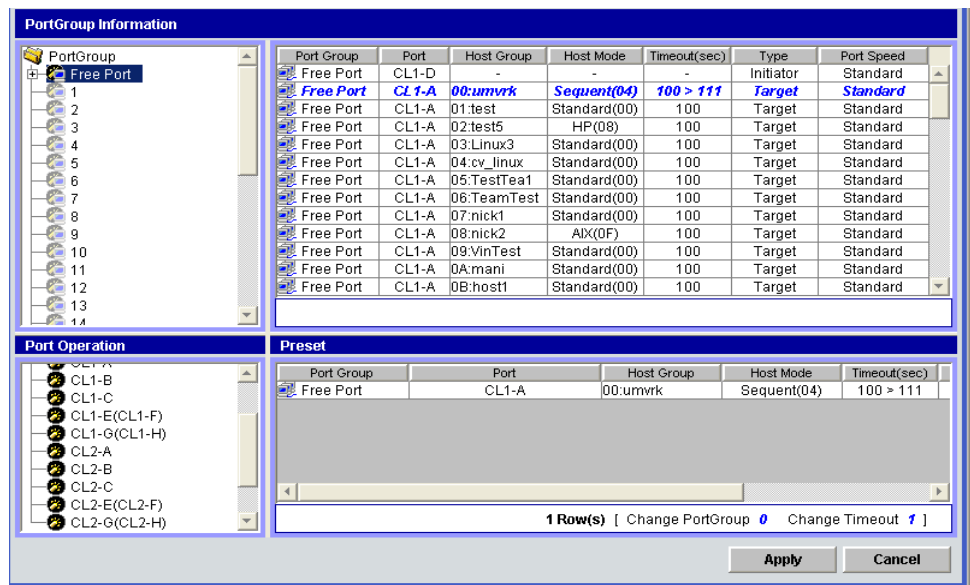 PortGroup Information
PortGroup
Free Port
1
2
3
4
5
6
7
8
9
10
11
12
13
14
Port Group Port Host Group Host Mode Timeout(sec) Type Port Speed
Free Port CL1-D - - - Initiator Standard
Free Port CL1-A 00:umvrk Sequent(04) 100 > 111 Target Standard
Free Port CL1-A 01:test Standard(00) 100 Target Standard
Free Port CL1-A 02:test5 HP(08) 100 Target Standard
Free Port CL1-A 03:Linux3 Standard(00) 100 Target Standard
Free Port CL1-A 04:cv_linux Standard(00) 100 Target Standard
Free Port CL1-A 05:TestTea1 Standard(00) 100 Target Standard
Free Port CL1-A 06:TeamTest Standard(00) 100 Target Standard
Free Port CL1-A 07:nick1 Standard(00) 100 Target Standard
Free Port CL1-A 08:nick2 AIX(0F) 100 Target Standard
Free Port CL1-A 09:VinTest Standard(00) 100 Target Standard
Free Port CL1-A 0A:mani Standard(00) 100 Target Standard
Free Port CL1-A 0B:host1 Standard(00) 100 Target Standard
Port Operation
CL1-A
CL1-B
CL1-C
CL1-E(CL1-F)
CL1-G(CL1-H)
CL2-A
CL2-B
CL2-C
CL2-E(CL2-F)
CL2-G(CL2-H)
Preset
Port Group Port Host Group Host Mode Timeout(sec)
Free Port CL1-A 00:umvrk Sequent(04) 100 > 111
1 Row(s) [ Change PortGroup 0 Change Timeout 1 ]
Apply Cancel